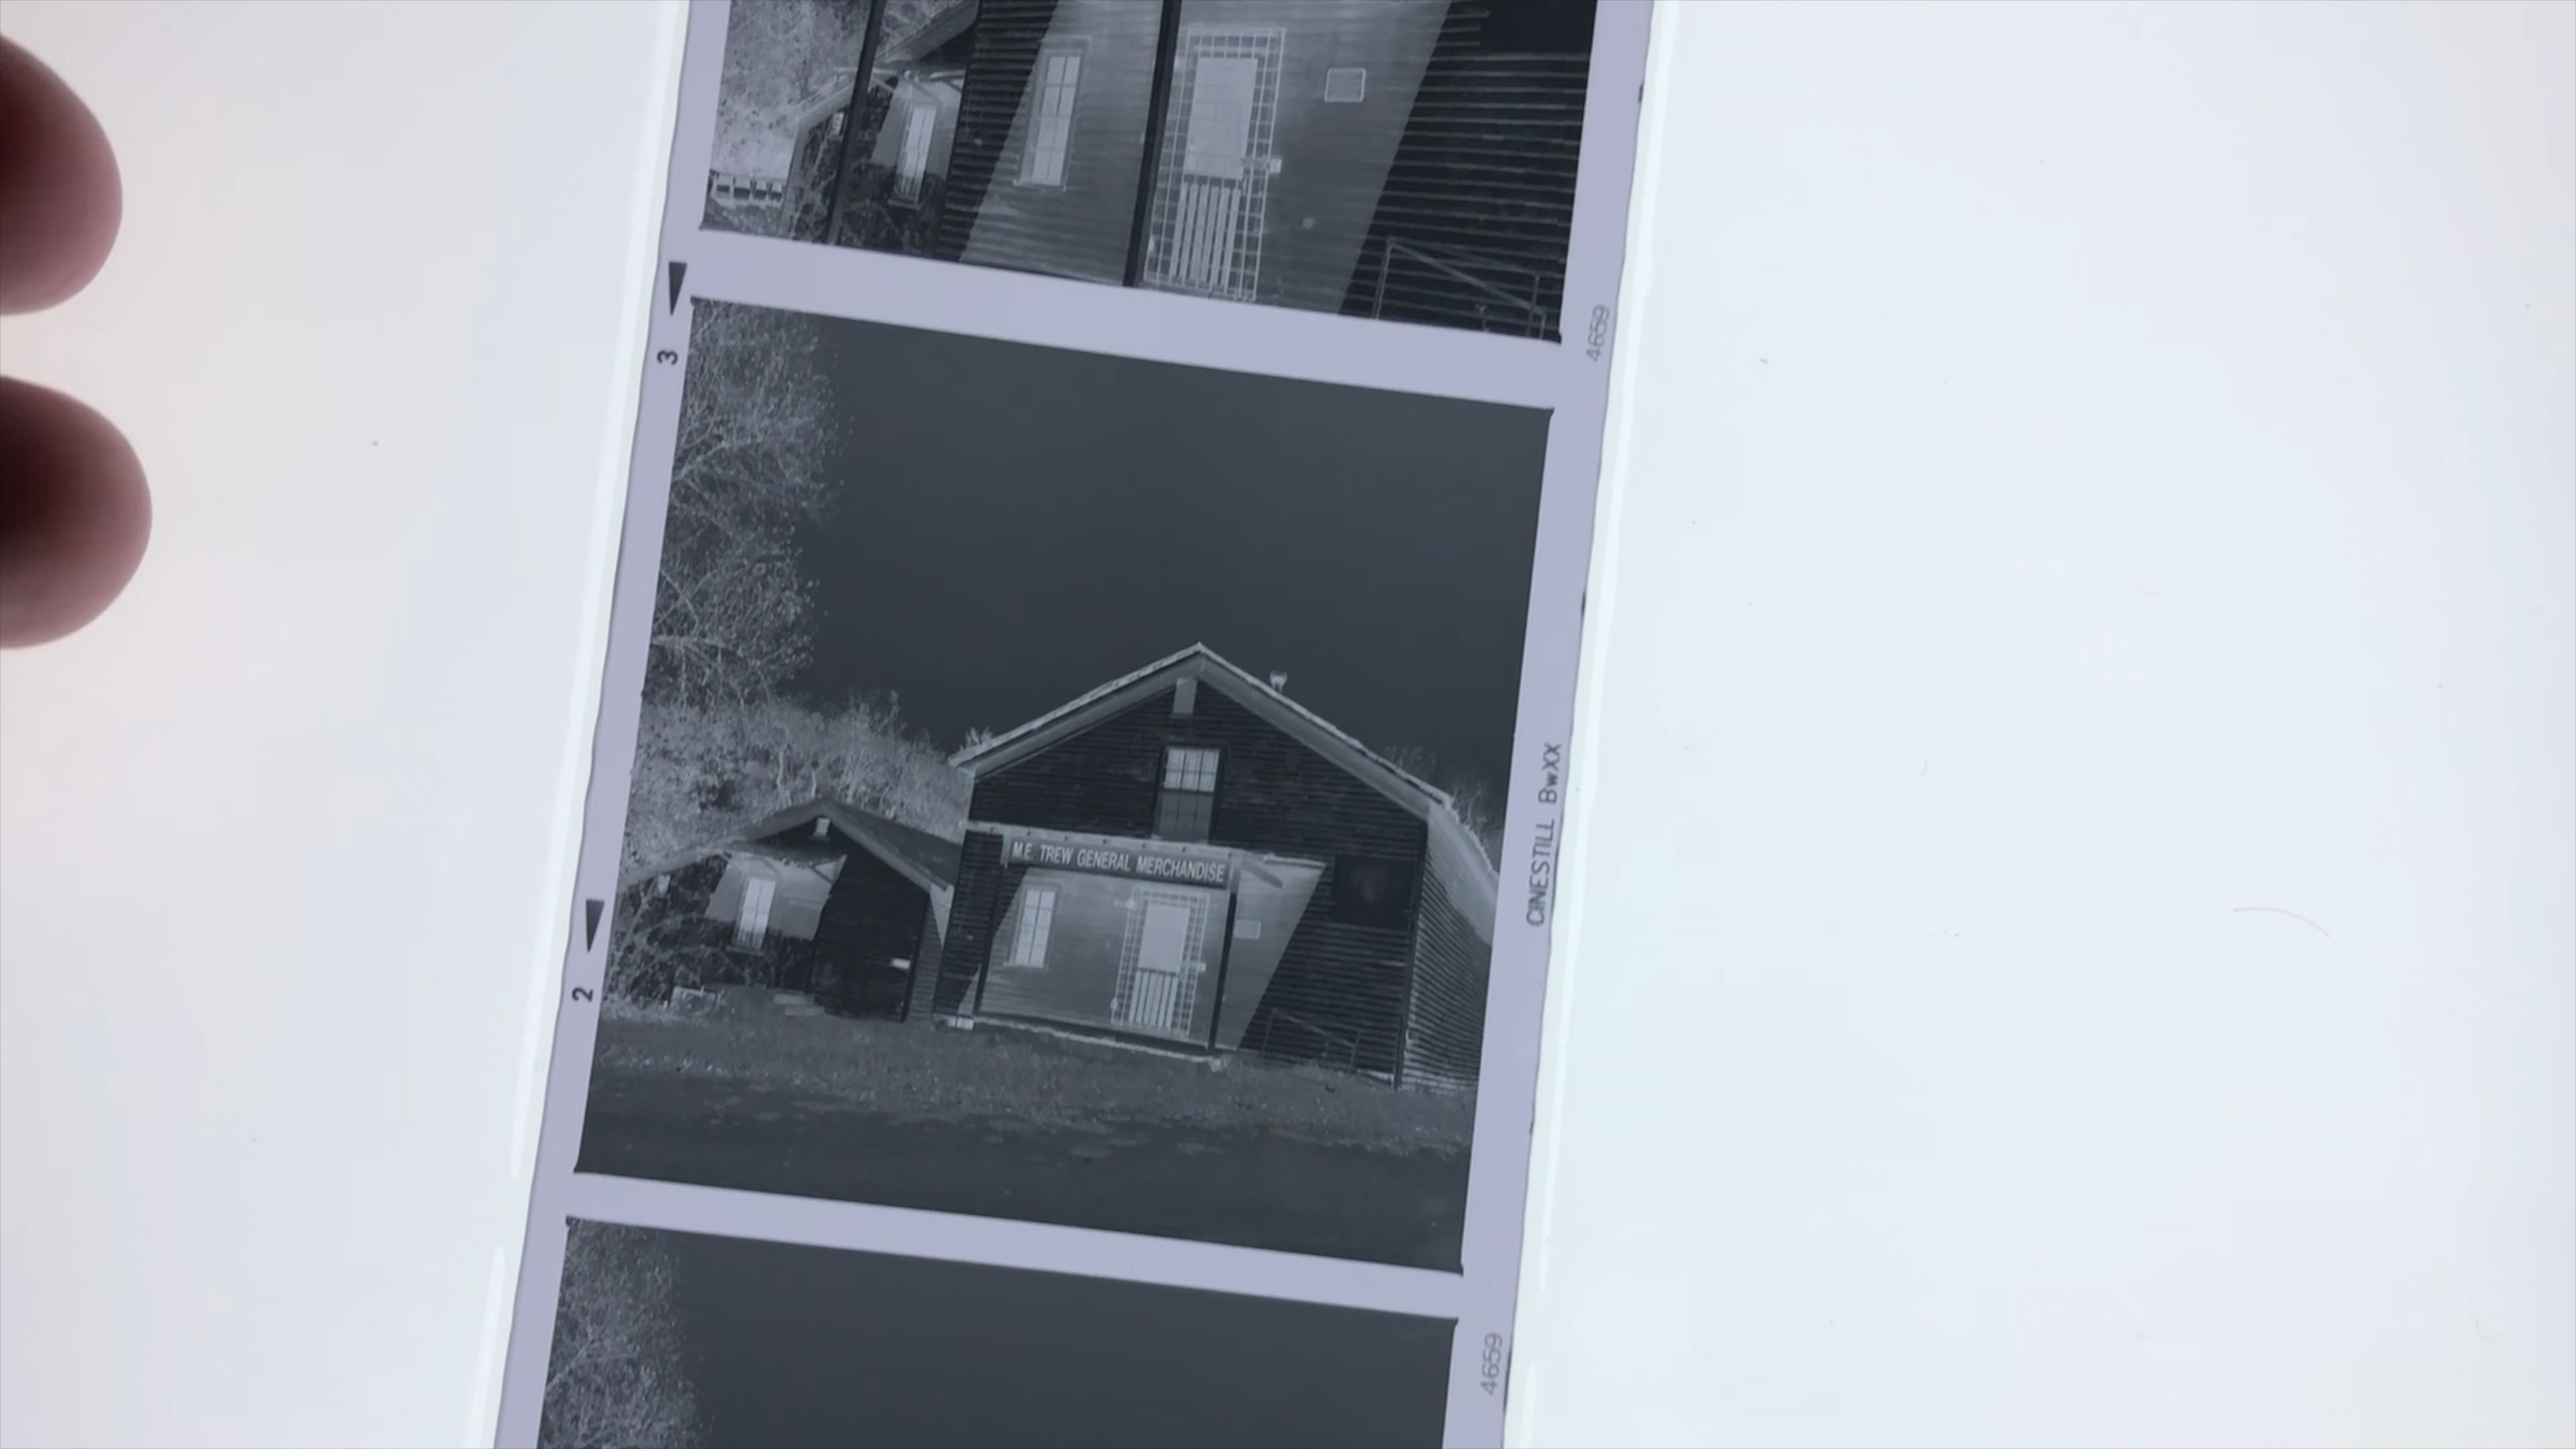 3
4659
M.E. TREW GENERAL MERCHANDISE
CINESTILL BwXX
2
4659